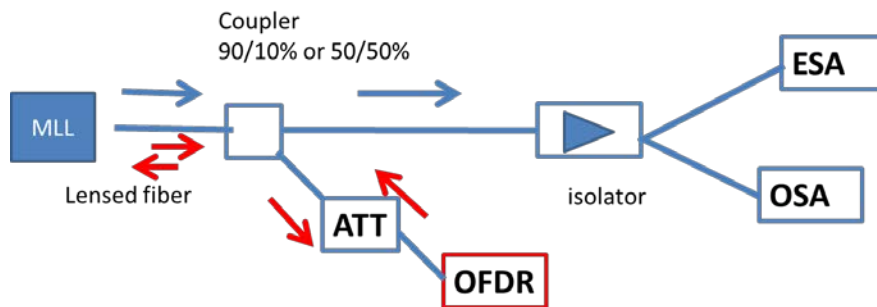 Coupler
90/10% or 50/50%
MLL
ESA
Lensed fiber
isolator
OSA
ATT
OFDR